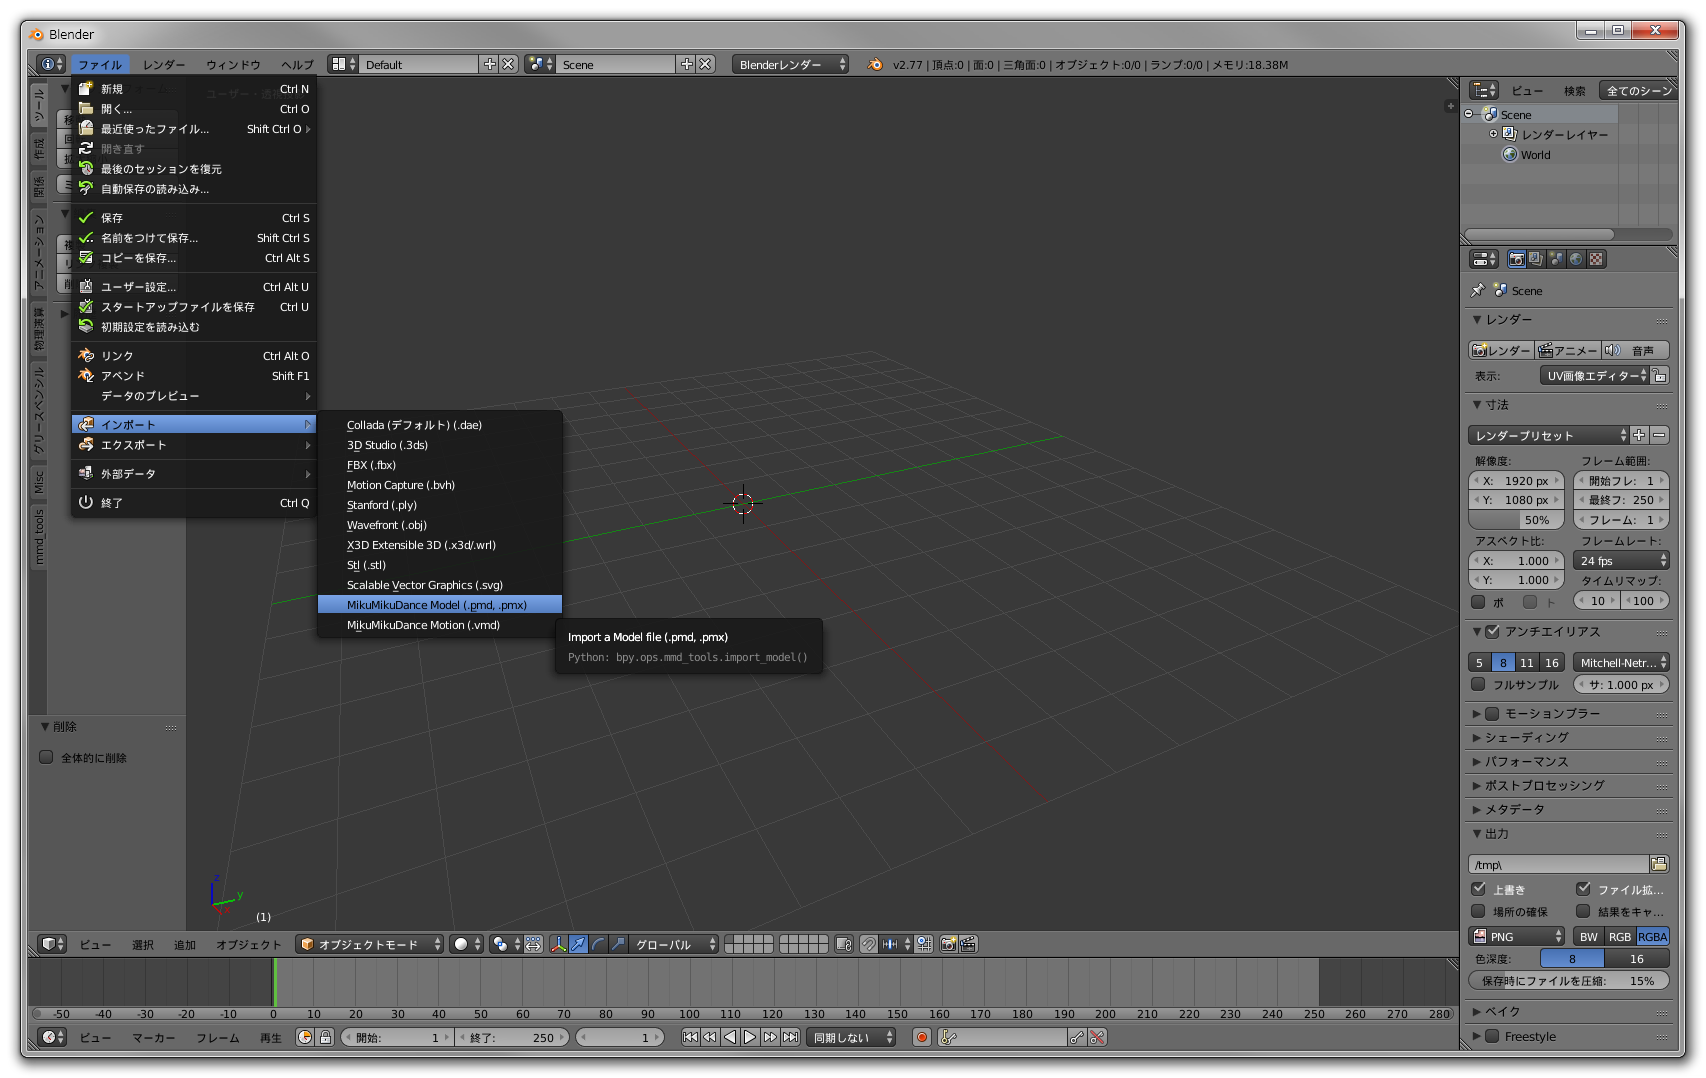 Blender
ファイル レンダー ウィンドウ ヘルプ Default Scene Blenderレンダー v2.77 | 頂点:0 | 面:0 | 三角面:0 | オブジェクト:0/0 | ランプ:0/0 | メモリ:18.38M
新規 Ctrl N
開く... Ctrl O
最近使ったファイル... Shift Ctrl O
開き直す
最後のセッションを復元
自動保存の読み込み...
保存 Ctrl S
名前をつけて保存... Shift Ctrl S
コピーを保存... Ctrl Alt S
ユーザー設定... Ctrl Alt U
スタートアップファイルを保存 Ctrl U
初期設定を読み込む
リンク Ctrl Alt O
アペンド Shift F1
データのプレビュー
インポート
エクスポート
外部データ
終了 Ctrl Q
Collada (デフォルト) (.dae)
3D Studio (.3ds)
FBX (.fbx)
Motion Capture (.bvh)
Stanford (.ply)
Wavefront (.obj)
X3D Extensible 3D (.x3d/.wrl)
Stl (.stl)
Scalable Vector Graphics (.svg)
MikuMikuDance Model (.pmd, .pmx)
MikuMikuDance Motion (.vmd)
Import a Model file (.pmd, .pmx)
Python: bpy.ops.mmd_tools.import_model()
ツール
作成
関係
アニメーション
物理演算
グリースペンシル
Misc
mmd_tools
削除
全体的に削除
z
y
x
(1)
ビュー 選択 追加 オブジェクト オブジェクトモード グローバル
-50 -40 -30 -20 -10 0 10 20 30 40 50 60 70 80 90 100 110 120 130 140 150 160 170 180 190 200 210 220 230 240 250 260 270 280
ビュー マーカー フレーム 再生 開始: 1 終了: 250 1 同期しない
ビュー 検索 全てのシーン
Scene
レンダーレイヤー
World
Scene
レンダー
レンダー アニメー 音声
表示: UV画像エディター
寸法
レンダープリセット
解像度: フレーム範囲:
X: 1920 px 開始フレ: 1
Y: 1080 px 最終フ: 250
50% フレーム: 1
アスペクト比: フレームレート:
X: 1.000 24 fps
Y: 1.000 タイムリマップ:
ボ ト 10 100
アンチエイリアス
5 8 11 16 Mitchell-Netr...
フルサンプル サ: 1.000 px
モーションブラー
シェーディング
パフォーマンス
ポストプロセッシング
メタデータ
出力
/tmp\
上書き ファイル拡...
場所の確保 結果をキャ...
PNG BW RGB RGBA
色深度: 8 16
保存時にファイルを圧縮: 15%
ベイク
Freestyle